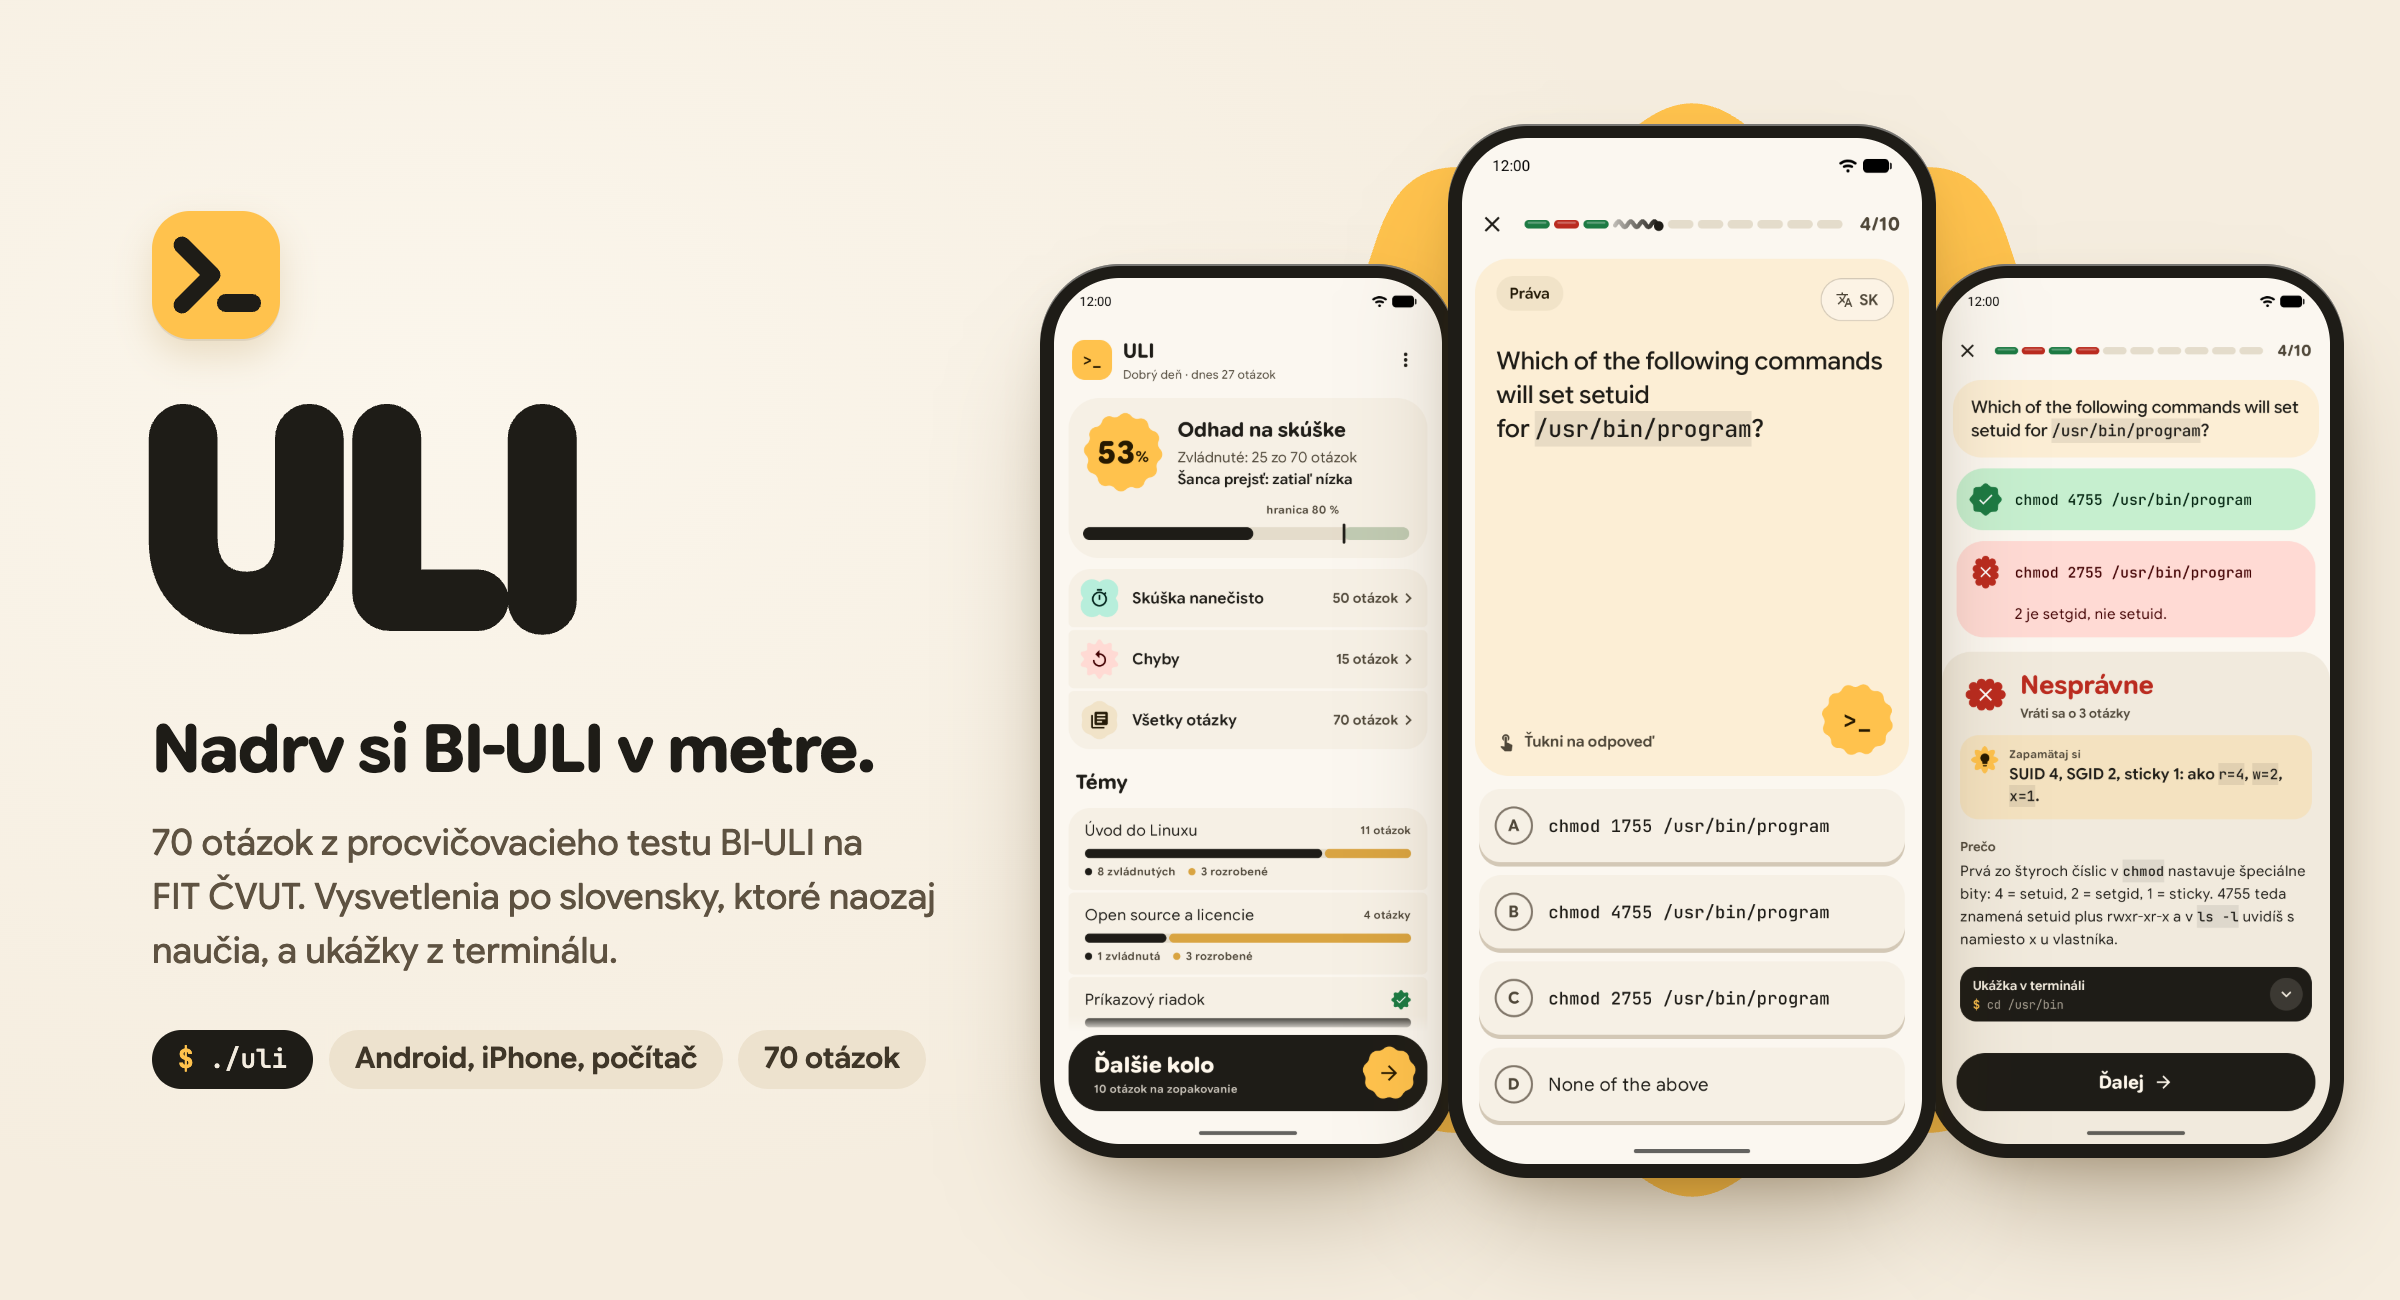 >_
ULI
Nadrv si BI-ULI v metre.
70 otázok z procvičovacieho testu BI-ULI na
FIT ČVUT. Vysvetlenia po slovensky, ktoré naozaj
naučia, a ukážky z terminálu.
$ ./uli
Android, iPhone, počítač
70 otázok
12:00
>_
ULI
Dobrý deň · dnes 27 otázok
53%
Odhad na skúške
Zvládnuté: 25 zo 70 otázok
Šanca prejsť: zatiaľ nízka
hranica 80 %
Skúška nanečisto
50 otázok
Chyby
15 otázok
Všetky otázky
70 otázok
Témy
Úvod do Linuxu
11 otázok
8 zvládnutých
3 rozrobené
Open source a licencie
4 otázky
1 zvládnutá
3 rozrobené
Príkazový riadok
Ďalšie kolo
10 otázok na zopakovanie
12:00
4/10
Práva
SK
Which of the following commands
will set setuid
for /usr/bin/program?
Ťukni na odpoveď
>_
A
chmod 1755 /usr/bin/program
B
chmod 4755 /usr/bin/program
C
chmod 2755 /usr/bin/program
D
None of the above
12:00
4/10
Which of the following commands will set
setuid for /usr/bin/program?
chmod 4755 /usr/bin/program
chmod 2755 /usr/bin/program
2 je setgid, nie setuid.
Nesprávne
Vráti sa o 3 otázky
Zapamätaj si
SUID 4, SGID 2, sticky 1: ako r=4, w=2,
x=1.
Prečo
Prvá zo štyroch číslic v chmod nastavuje špeciálne
bity: 4 = setuid, 2 = setgid, 1 = sticky. 4755 teda
znamená setuid plus rwxr-xr-x a v ls -l uvidíš s
namiesto x u vlastníka.
Ukážka v termináli
$ cd /usr/bin
Ďalej